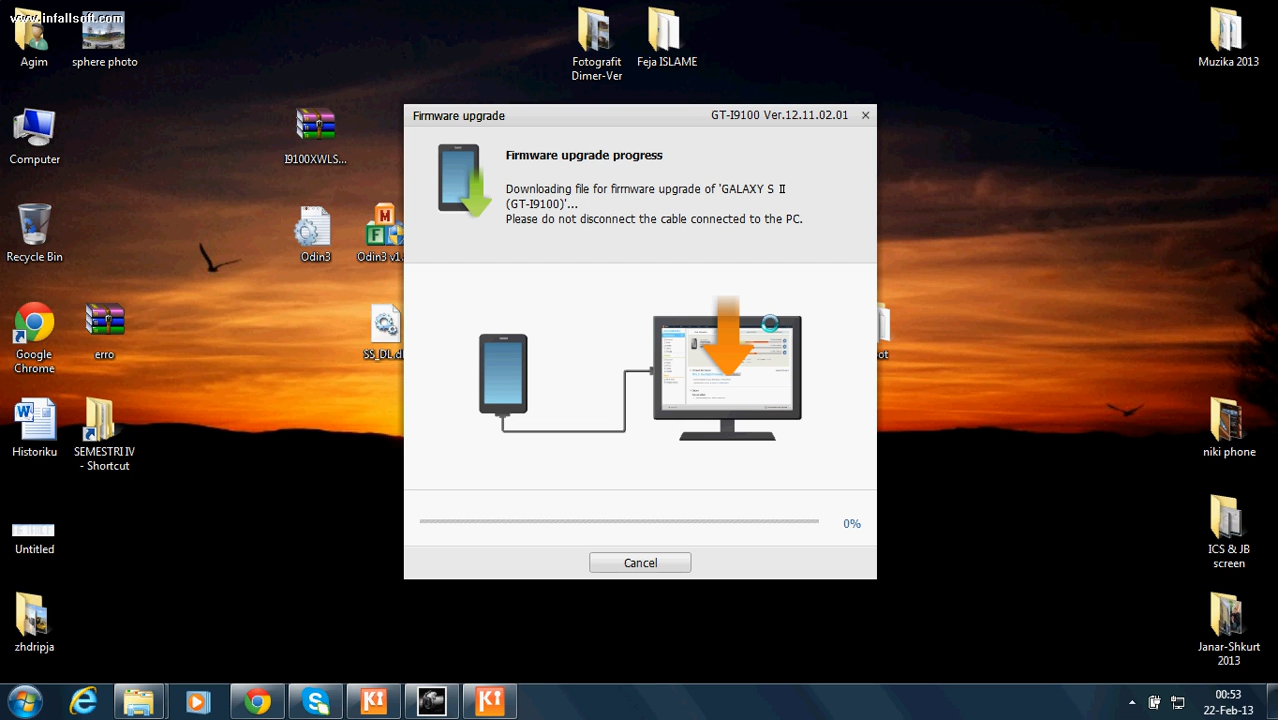 www.infallsoft.com
Agim
sphere photo
Fotografit
Dimer-Ver
Feja ISLAME
Muzika 2013
Computer
I9100XWLS...
Recycle Bin
Odin3
Odin3 v1.
Google
Chrome
erro
SS_DL.dl
ot
Historiku
SEMESTRI IV
- Shortcut
niki phone
Untitled
ICS & JB
screen
zhdripja
Janar-Shkurt
2013
Firmware upgrade
GT-I9100 Ver.12.11.02.01
Firmware upgrade progress
Downloading file for firmware upgrade of 'GALAXY S II
(GT-I9100)'...
Please do not disconnect the cable connected to the PC.
0%
Cancel
00:53
22-Feb-13